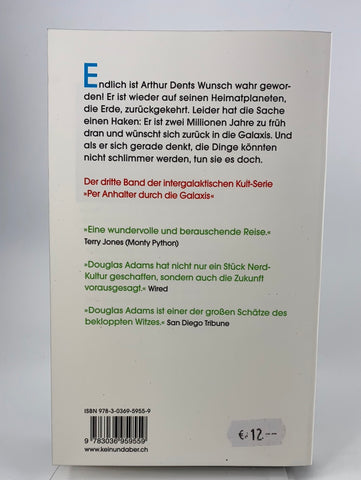 Endlich ist Arthur Dents Wunsch wahr gewor-
den! Er ist wieder auf seinen Heimatplaneten,
die Erde, zurückgekehrt. Leider hat die Sache
einen Haken: Er ist zwei Millionen Jahre zu früh
dran und wünscht sich zurück in die Galaxis. Und
als er sich gerade denkt, die Dinge könnten
nicht schlimmer werden, tun sie es doch.
Der dritte Band der intergalaktischen Kult-Serie
»Per Anhalter durch die Galaxis«
»Eine wundervolle und berauschende Reise.«
Terry Jones (Monty Python)
»Douglas Adams hat nicht nur ein Stück Nerd-
Kultur geschaffen, sondern auch die Zukunft
vorausgesagt.« Wired
»Douglas Adams ist einer der großen Schätze des
bekloppten Witzes.« San Diego Tribune
ISBN 978-3-0369-5955-9
9 783036 959559
www.keinundaber.ch
€ 12.--